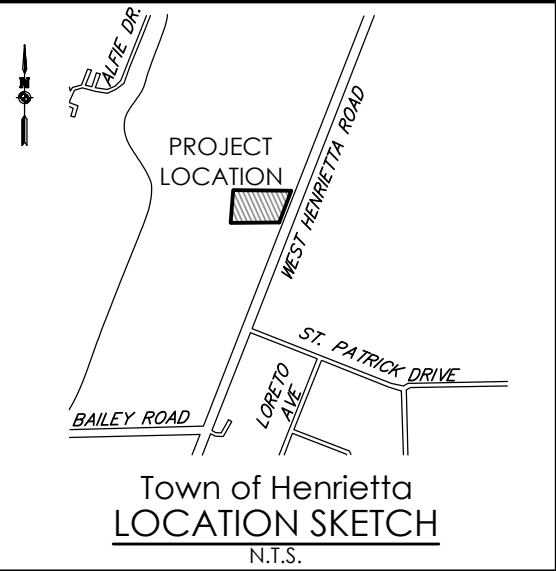 ALFIE DR.
N
PROJECT
LOCATION
WEST HENRIETTA ROAD
ST. PATRICK DRIVE
LORETO
AVE
BAILEY ROAD
Town of Henrietta
LOCATION SKETCH
N.T.S.